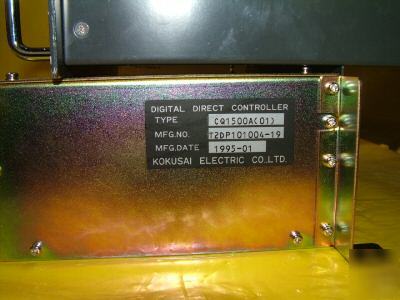 DIGITAL DIRECT CONTROLLER
TYPE CQ1500A(01)
MFG.NO. T2DP101004-19
MFG.DATE 1995-01
KOKUSAI ELECTRIC CO.,LTD.